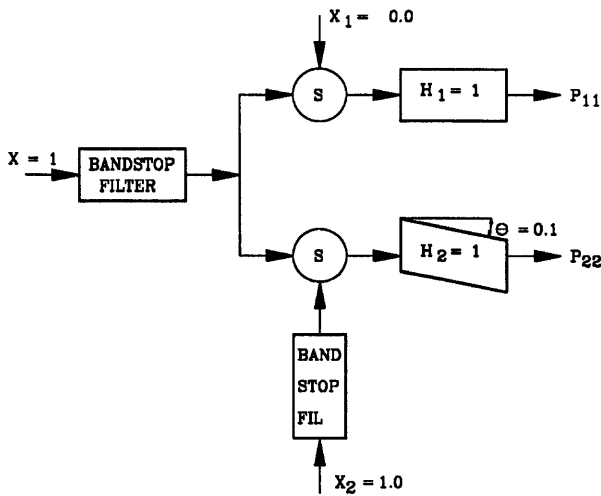 X₁ = 0.0
S
H₁ = 1
P₁₁
X = 1
BANDSTOP
FILTER
S
H₂ = 1
Θ = 0.1
P₂₂
BAND
STOP
FIL
X₂ = 1.0